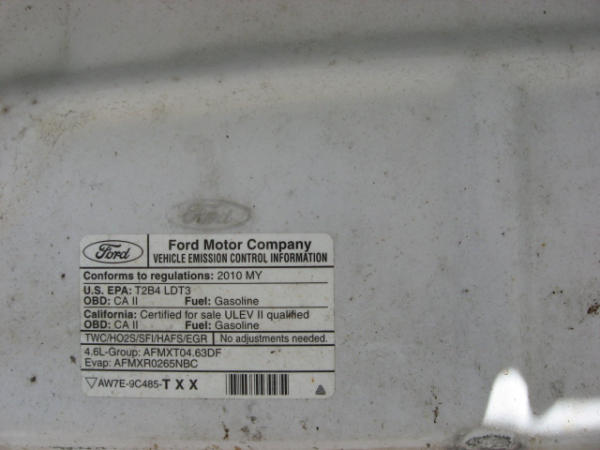 Ford
Ford Ford Motor Company
VEHICLE EMISSION CONTROL INFORMATION
Conforms to regulations: 2010 MY
U.S. EPA: T2B4 LDT3
OBD: CA II Fuel: Gasoline
California: Certified for sale ULEV II qualified
OBD: CA II Fuel: Gasoline
TWC/HO2S/SFI/HAFS/EGR No adjustments needed.
4.6L-Group: AFMXT04.63DF
Evap: AFMXR0265NBC
AW7E-9C485-TXX